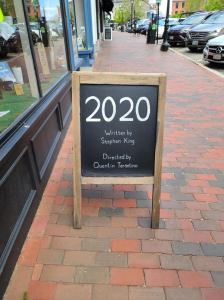 2020
Written by
Stephen King
Directed by
Quentin Tarantino